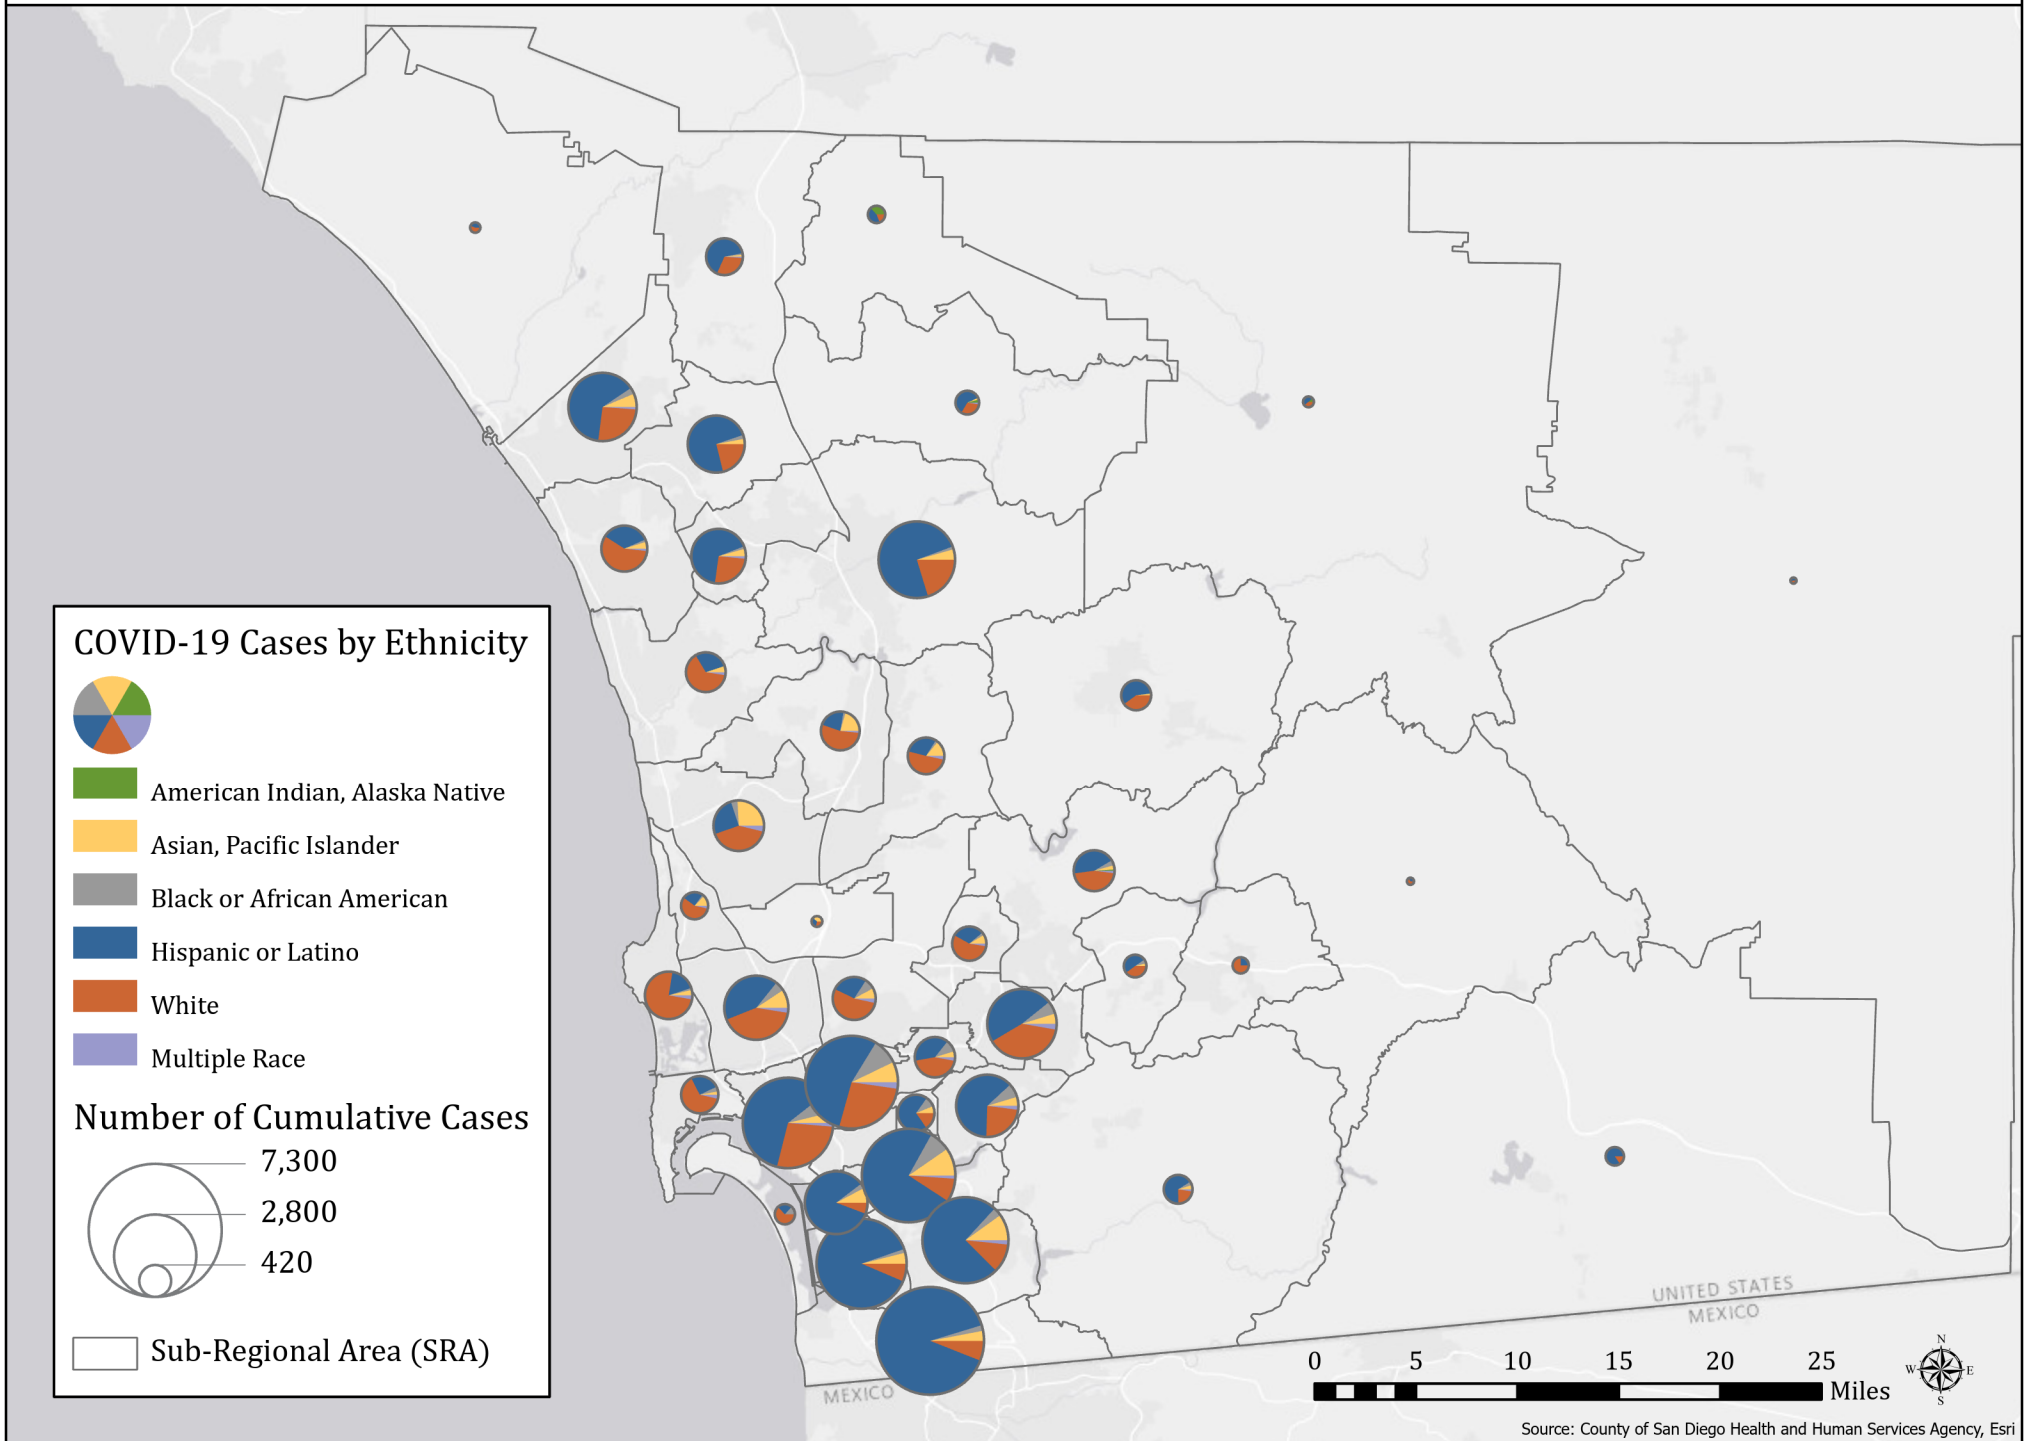 COVID-19 Cases by Ethnicity
American Indian, Alaska Native
Asian, Pacific Islander
Black or African American
Hispanic or Latino
White
Multiple Race
Number of Cumulative Cases
7,300
2,800
420
Sub-Regional Area (SRA)
UNITED STATES
MEXICO
MEXICO
0 5 10 15 20 25
Miles
N
W E
S
Source: County of San Diego Health and Human Services Agency, Esri